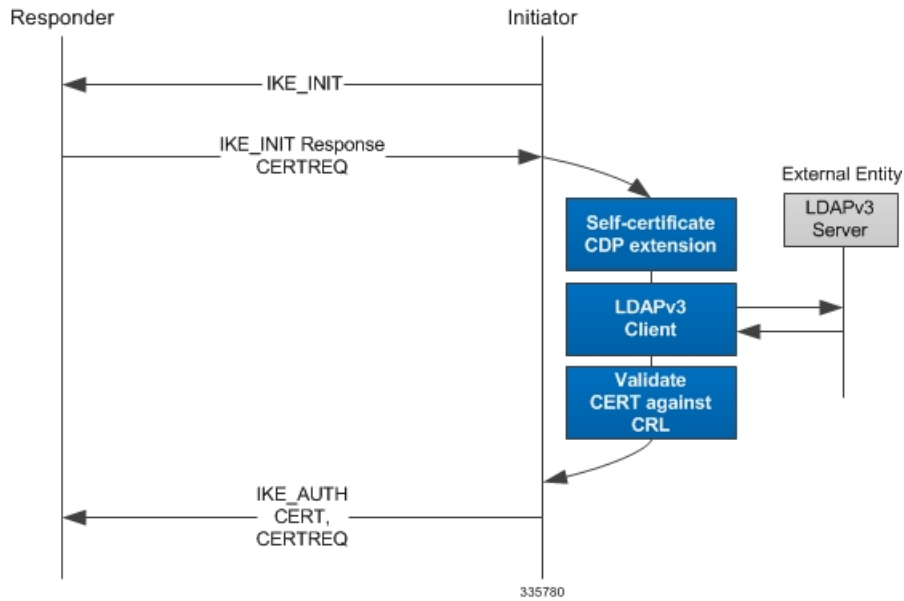 Responder
Initiator
IKE_INIT
IKE_INIT Response
CERTREQ
External Entity
LDAPv3
Server
Self-certificate
CDP extension
LDAPv3
Client
Validate
CERT against
CRL
IKE_AUTH
CERT,
CERTREQ
335780